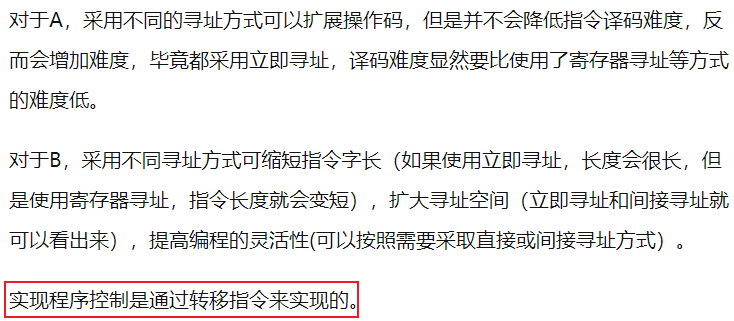 对于A，采用不同的寻址方式可以扩展操作码，但是并不会降低指令译码难度，反
而会增加难度，毕竟都采用立即寻址，译码难度显然要比使用了寄存器寻址等方式
的难度低。
对于B，采用不同寻址方式可缩短指令字长（如果使用立即寻址，长度会很长，但
是使用寄存器寻址，指令长度就会变短），扩大寻址空间（立即寻址和间接寻址就
可以看出来），提高编程的灵活性(可以按照需要采取直接或间接寻址方式）。
实现程序控制是通过转移指令来实现的。